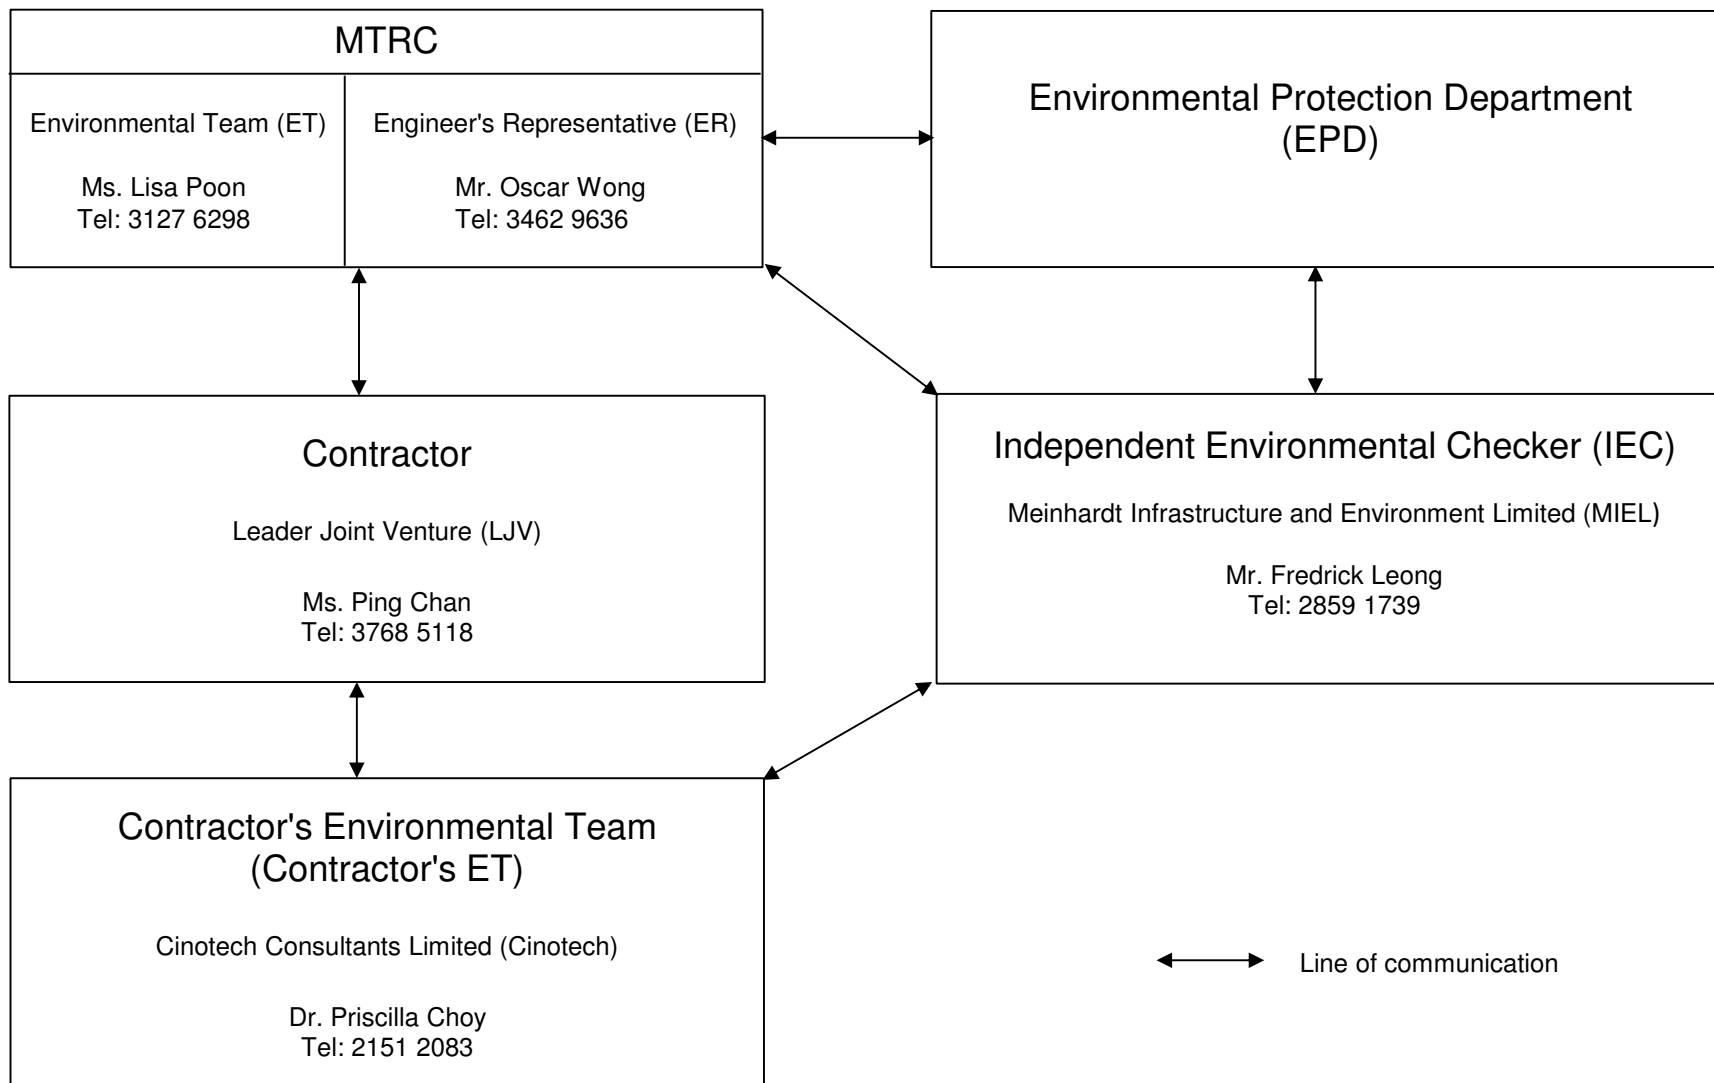 MTRC
Environmental Team (ET)
Ms. Lisa Poon
Tel: 3127 6298
Engineer's Representative (ER)
Mr. Oscar Wong
Tel: 3462 9636
Environmental Protection Department
(EPD)
Contractor
Leader Joint Venture (LJV)
Ms. Ping Chan
Tel: 3768 5118
Independent Environmental Checker (IEC)
Meinhardt Infrastructure and Environment Limited (MIEL)
Mr. Fredrick Leong
Tel: 2859 1739
Contractor's Environmental Team
(Contractor's ET)
Cinotech Consultants Limited (Cinotech)
Dr. Priscilla Choy
Tel: 2151 2083
Line of communication